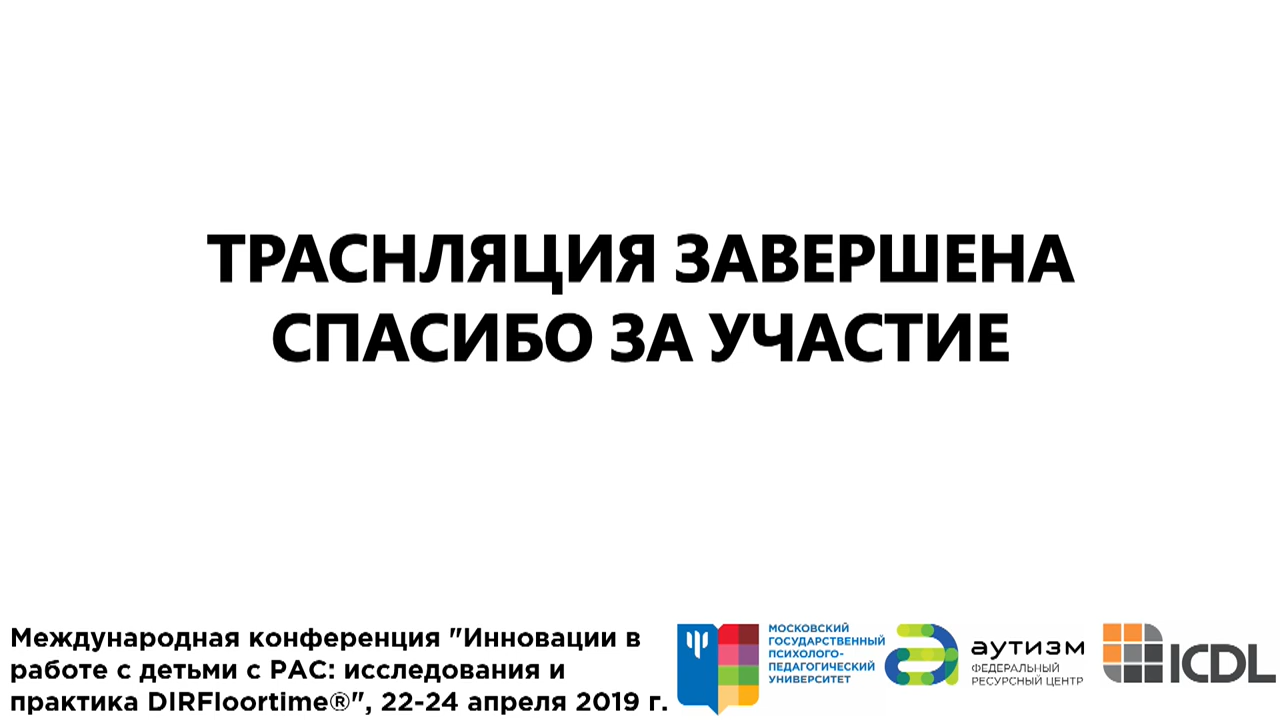 ТРАСНЛЯЦИЯ ЗАВЕРШЕНА
СПАСИБО ЗА УЧАСТИЕ
Международная конференция "Инновации в
работе с детьми с РАС: исследования и
практика DIRFloortime®", 22-24 апреля 2019 г.
МОСКОВСКИЙ
ГОСУДАРСТВЕННЫЙ
ПСИХОЛОГО-
ПЕДАГОГИЧЕСКИЙ
УНИВЕРСИТЕТ
аутизм
ФЕДЕРАЛЬНЫЙ
РЕСУРСНЫЙ ЦЕНТР
ICDL